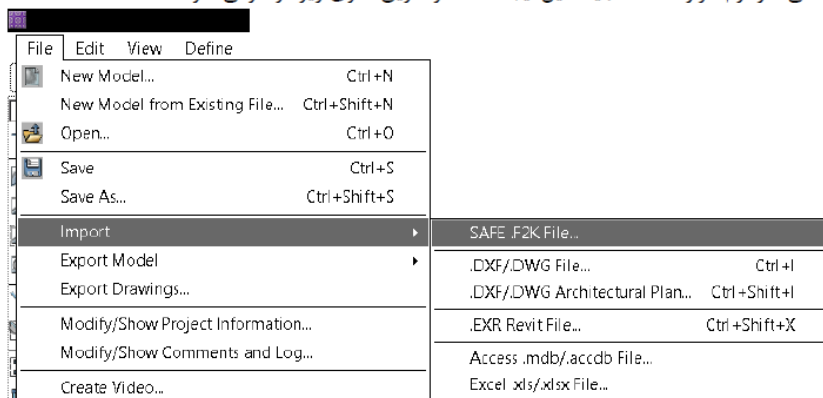 File Edit View Define
New Model... Ctrl+N
New Model from Existing File... Ctrl+Shift+N
Open... Ctrl+O
Save Ctrl+S
Save As... Ctrl+Shift+S
Import SAFE .F2K File...
Export Model .DXF/.DWG File... Ctrl+I
Export Drawings... .DXF/.DWG Architectural Plan... Ctrl+Shift+I
Modify/Show Project Information... .EXR Revit File... Ctrl+Shift+X
Modify/Show Comments and Log... Access .mdb/.accdb File...
Create Video... Excel .xls/.xlsx File...